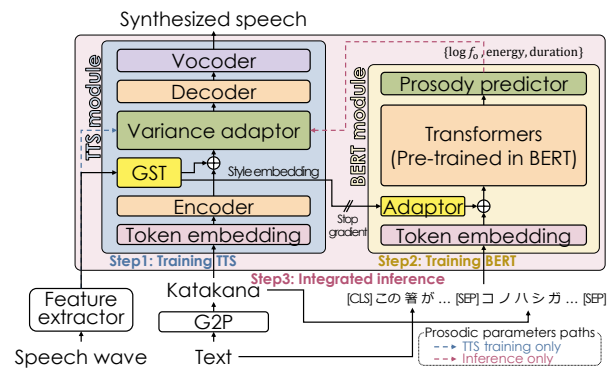 Synthesized speech
TTS module
Vocoder
Decoder
Variance adaptor
GST
Style embedding
Encoder
Token embedding
Step1: Training TTS
{log fo, energy, duration}
BERT module
Prosody predictor
Transformers
(Pre-trained in BERT)
Adaptor
Stop
gradient
Token embedding
Step2: Training BERT
Step3: Integrated inference
Katakana
[CLS] この 箸 が ... [SEP] コ ノ ハ シ ガ ... [SEP]
Feature
extractor
G2P
Speech wave
Text
Prosodic parameters paths
TTS training only
Inference only